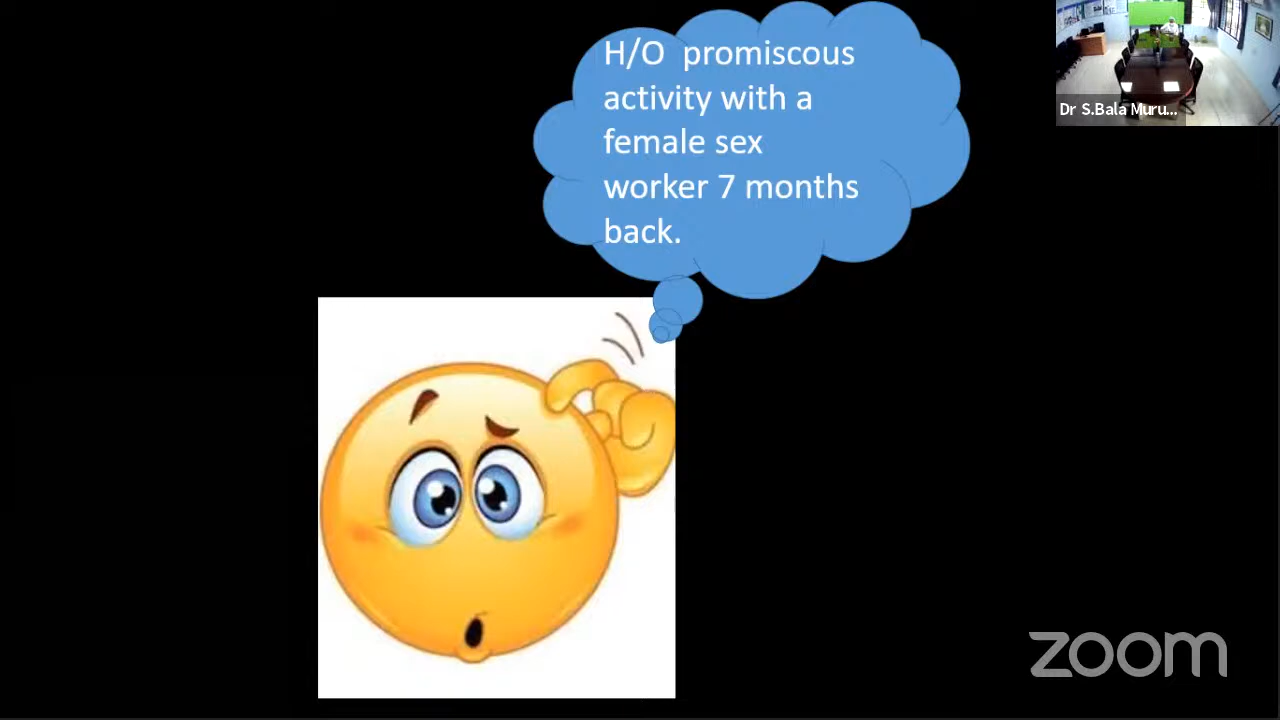 H/O promiscous
activity with a
female sex
worker 7 months
back.
Dr S.Bala Muru...
zoom